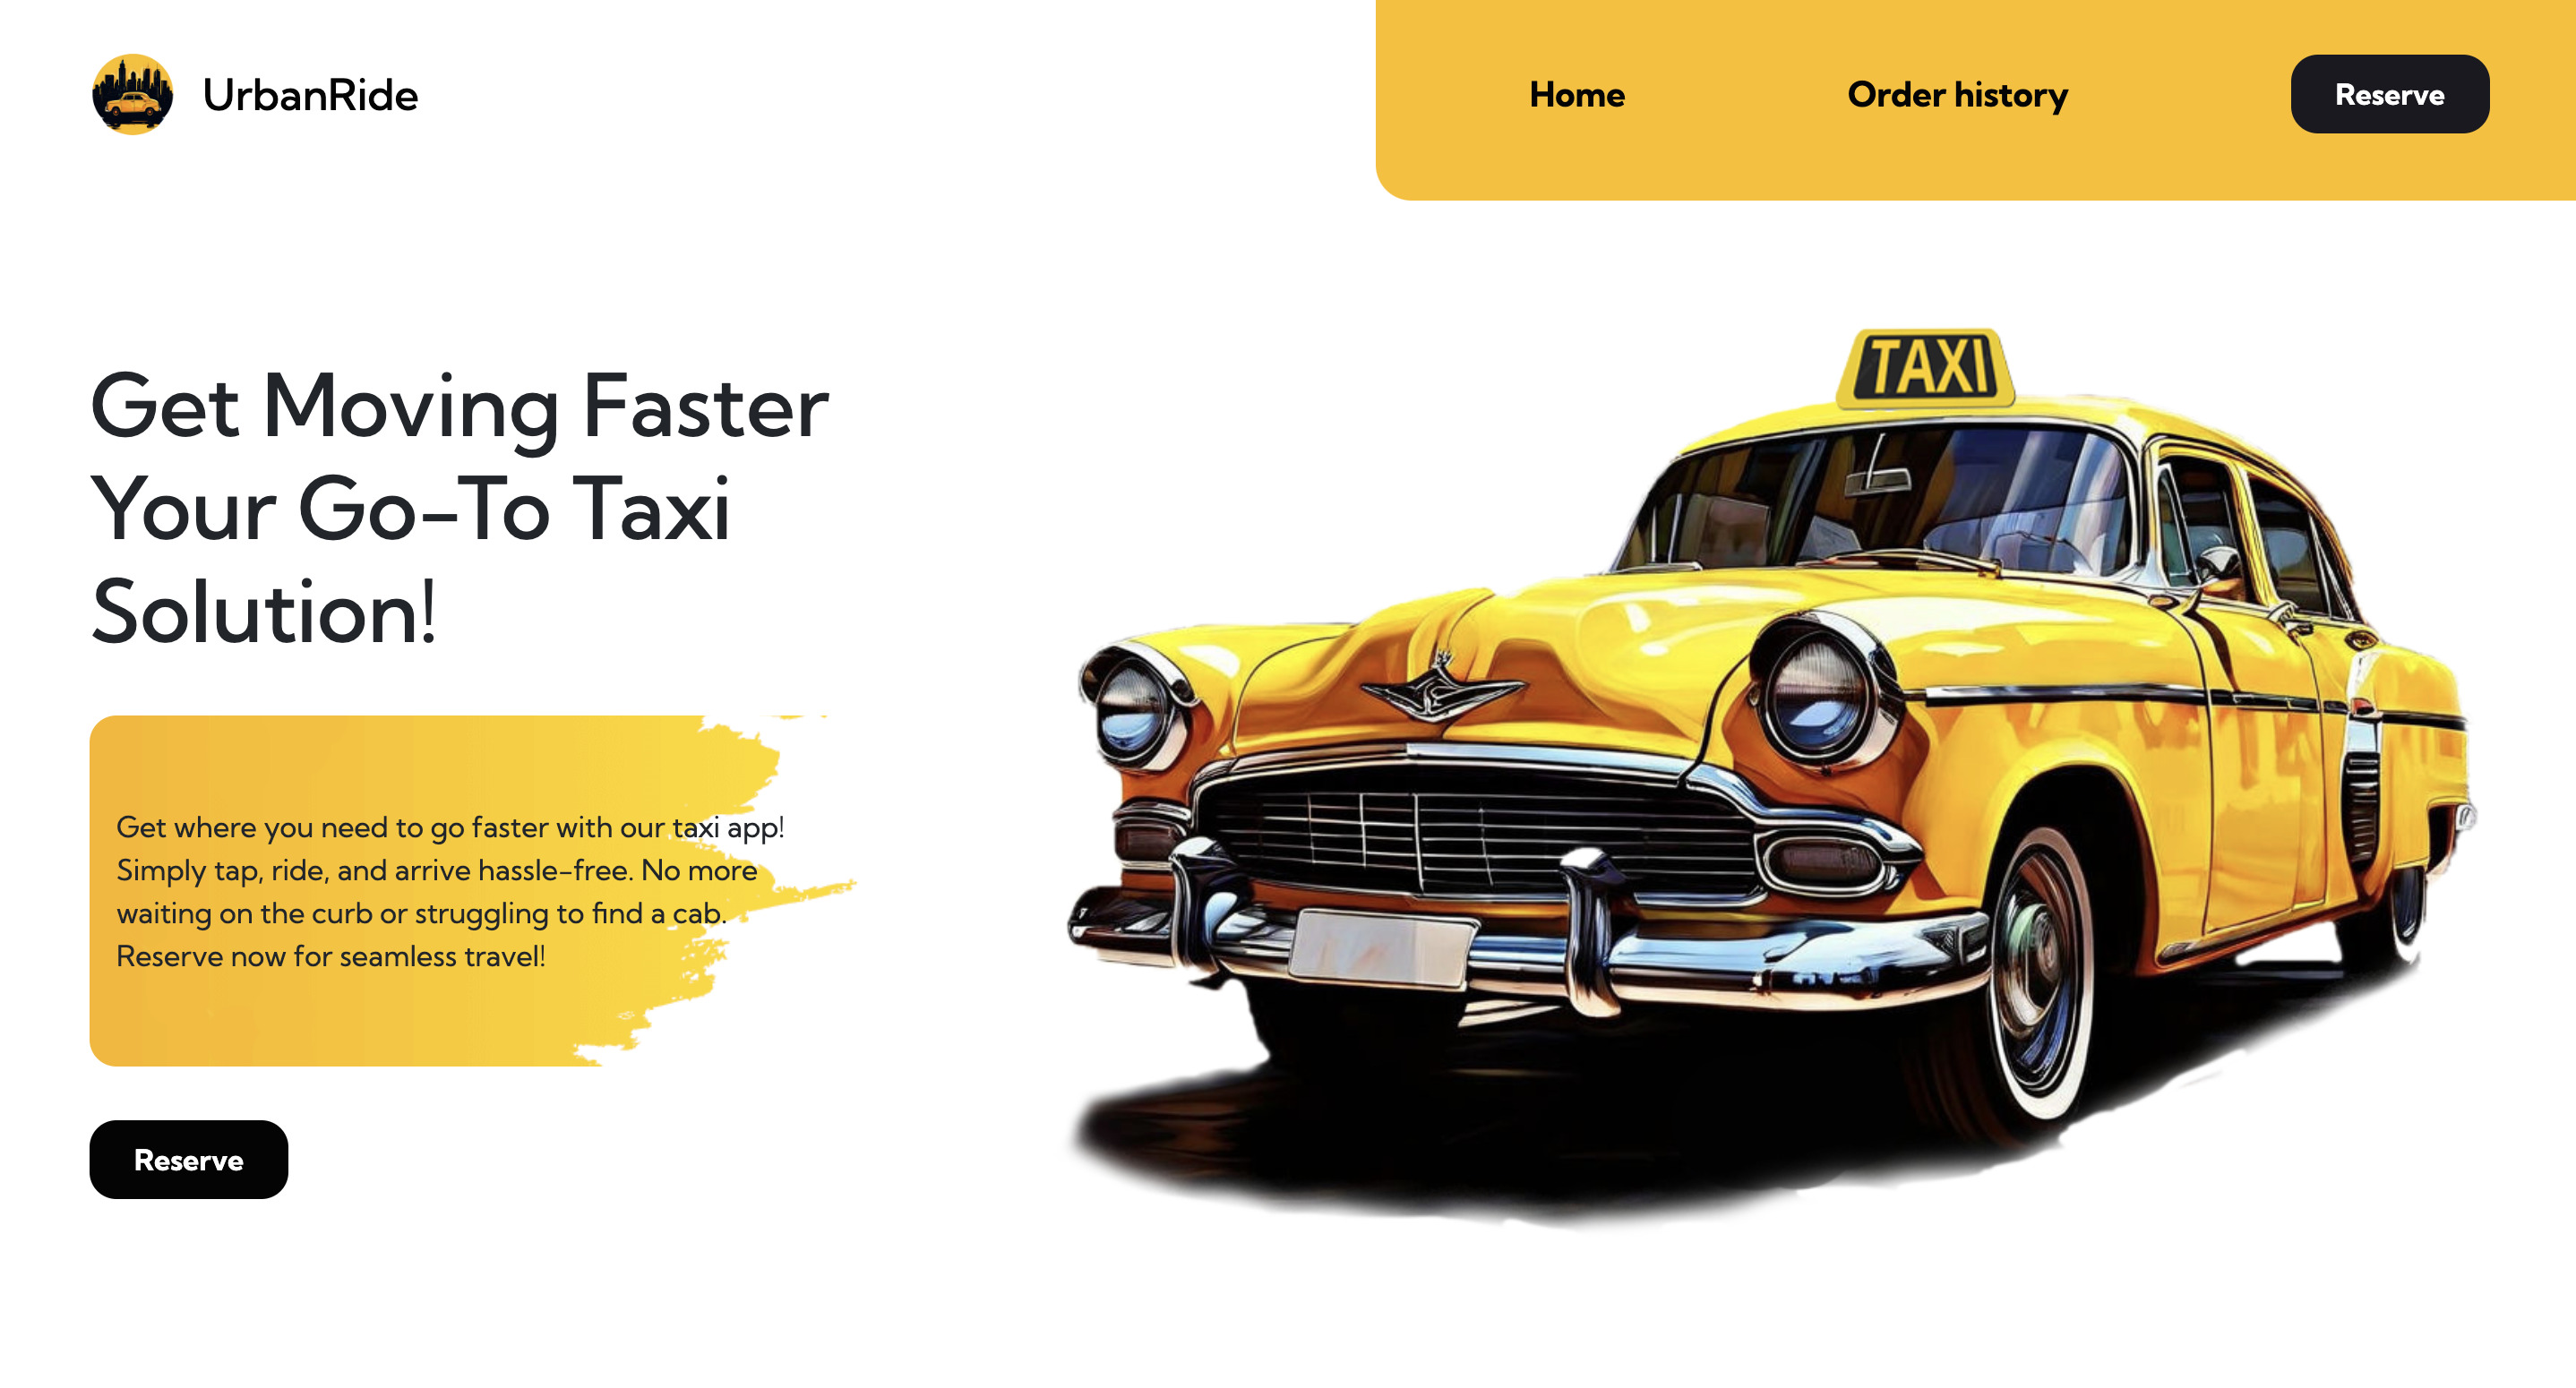 UrbanRide
Home
Order history
Reserve
Get Moving Faster
Your Go-To Taxi
Solution!
TAXI
Get where you need to go faster with our taxi app!
Simply tap, ride, and arrive hassle-free. No more
waiting on the curb or struggling to find a cab.
Reserve now for seamless travel!
Reserve